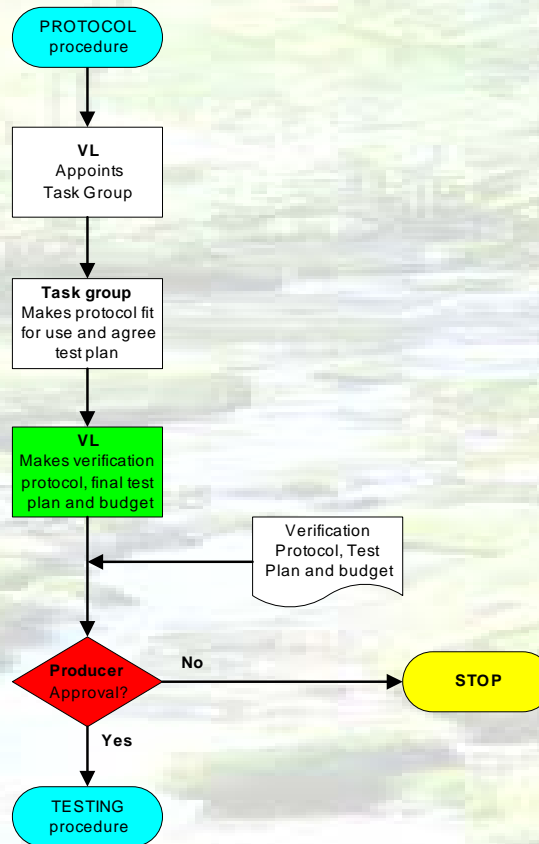 PROTOCOL
procedure
VL
Appoints
Task Group
Task group
Makes protocol fit
for use and agree
test plan
VL
Makes verification
protocol, final test
plan and budget
Verification
Protocol, Test
Plan and budget
Producer
Approval?
No
STOP
Yes
TESTING
procedure